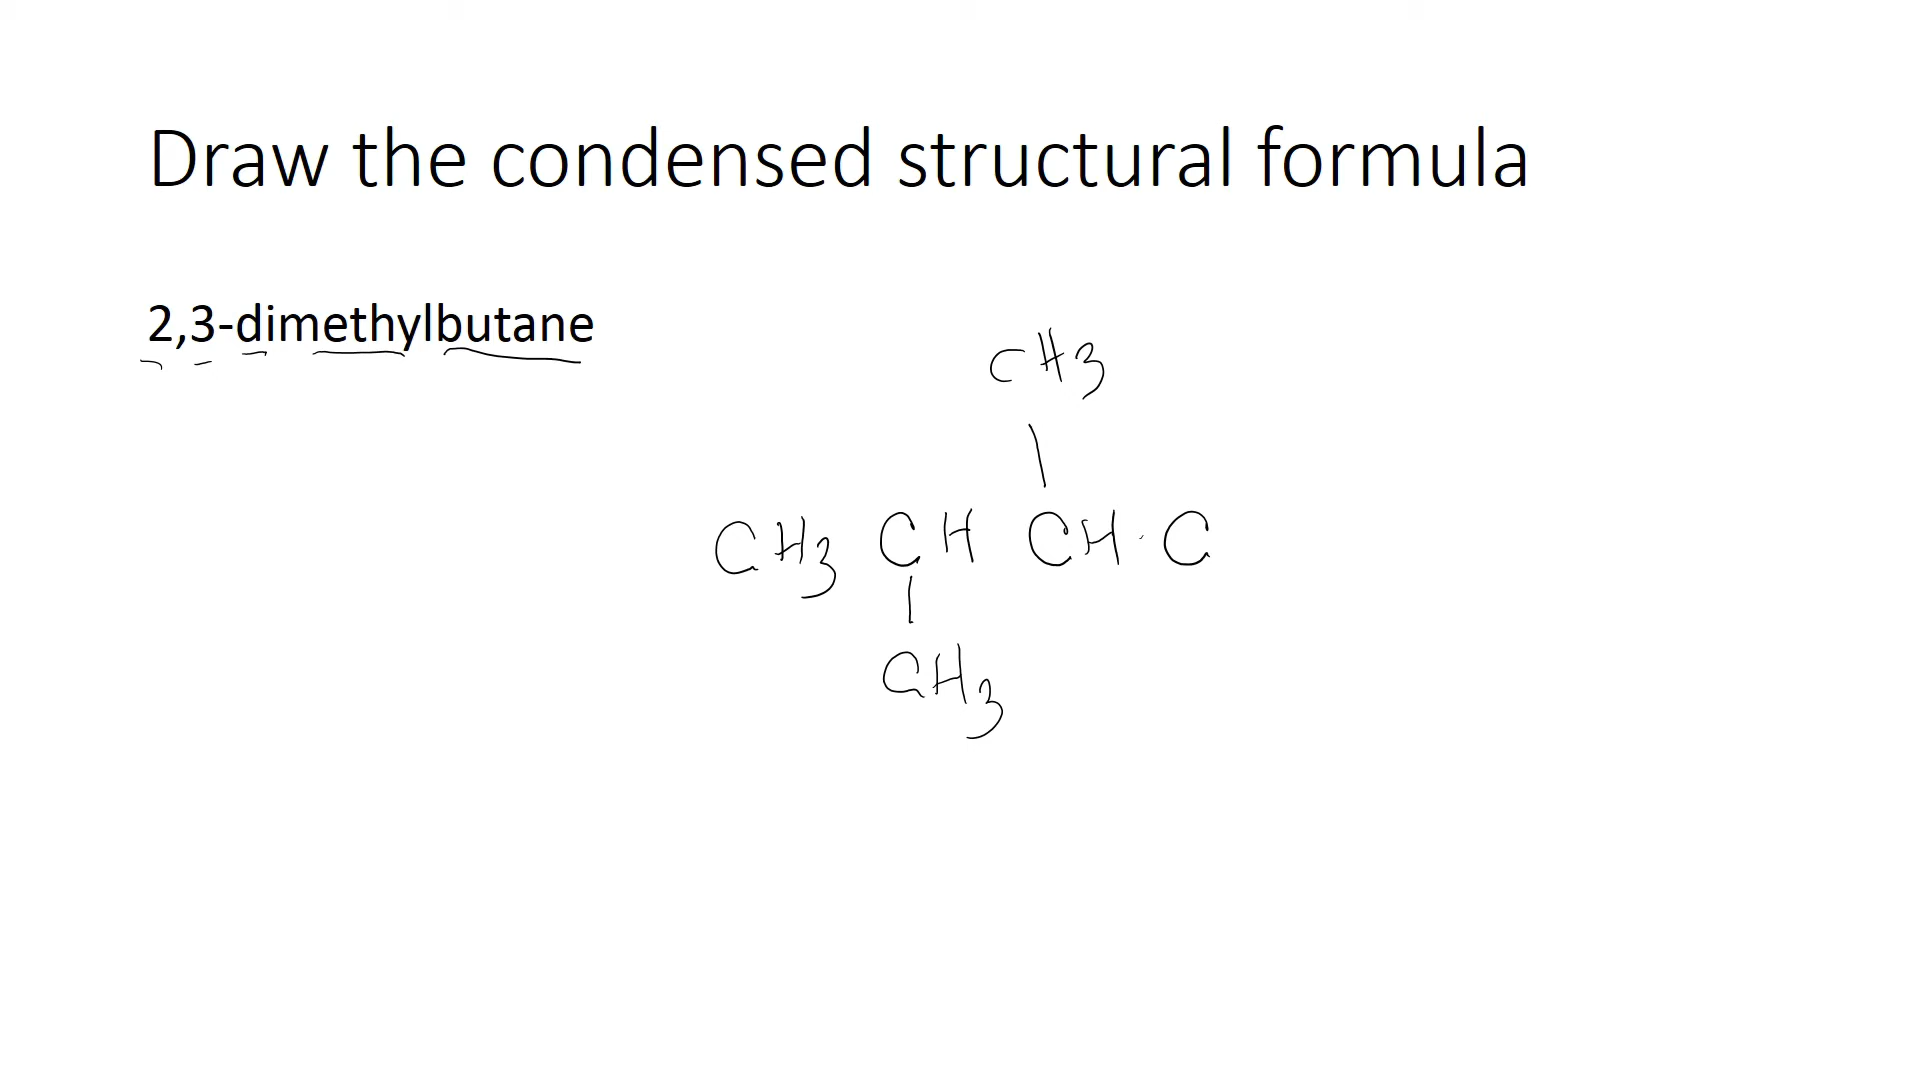 Draw the condensed structural formula
2,3-dimethylbutane
CH3
CH3 CH CH C
CH3